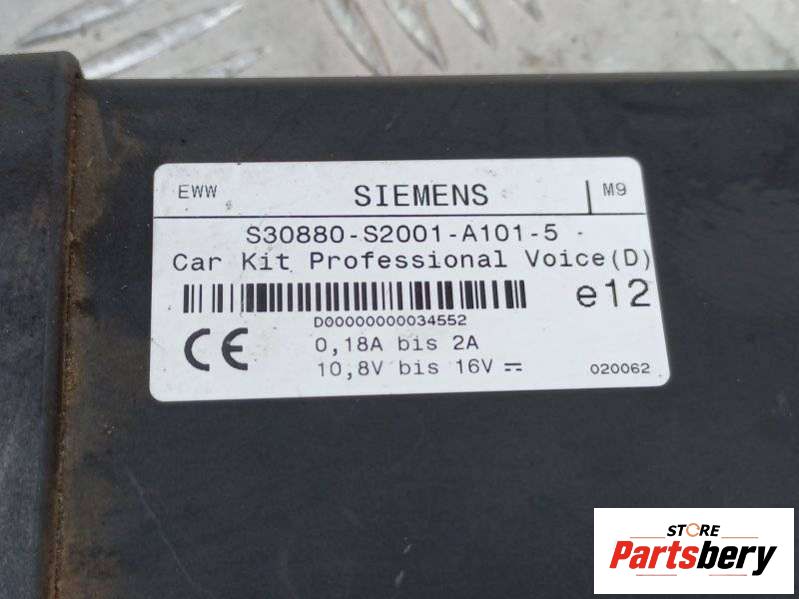 EWW SIEMENS M9
S30880-S2001-A101-5
Car Kit Professional Voice(D)
e12
D00000000034552
CE 0,18A bis 2A
10,8V bis 16V 020062
STORE
Partsbery